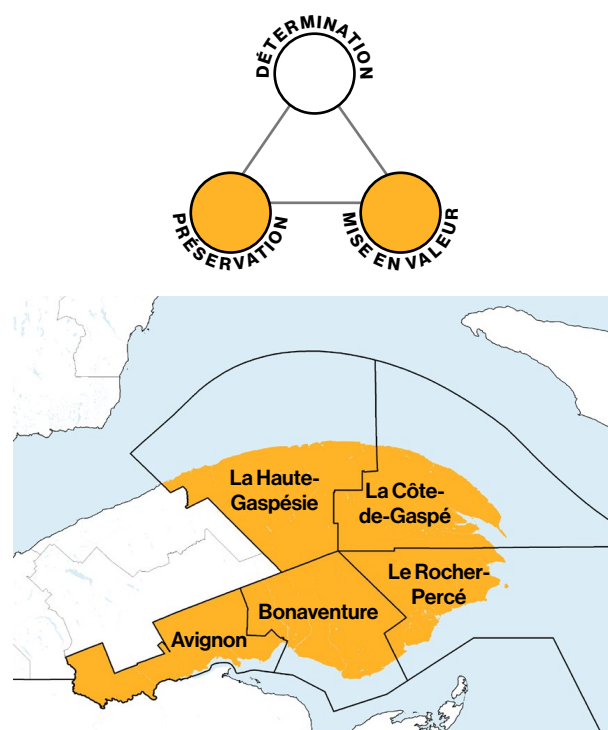 DÉTERMINATION
PRÉSERVATION
MISE EN VALEUR
La Haute-
Gaspésie
La Côte-
de-Gaspé
Le Rocher-
Percé
Bonaventure
Avignon